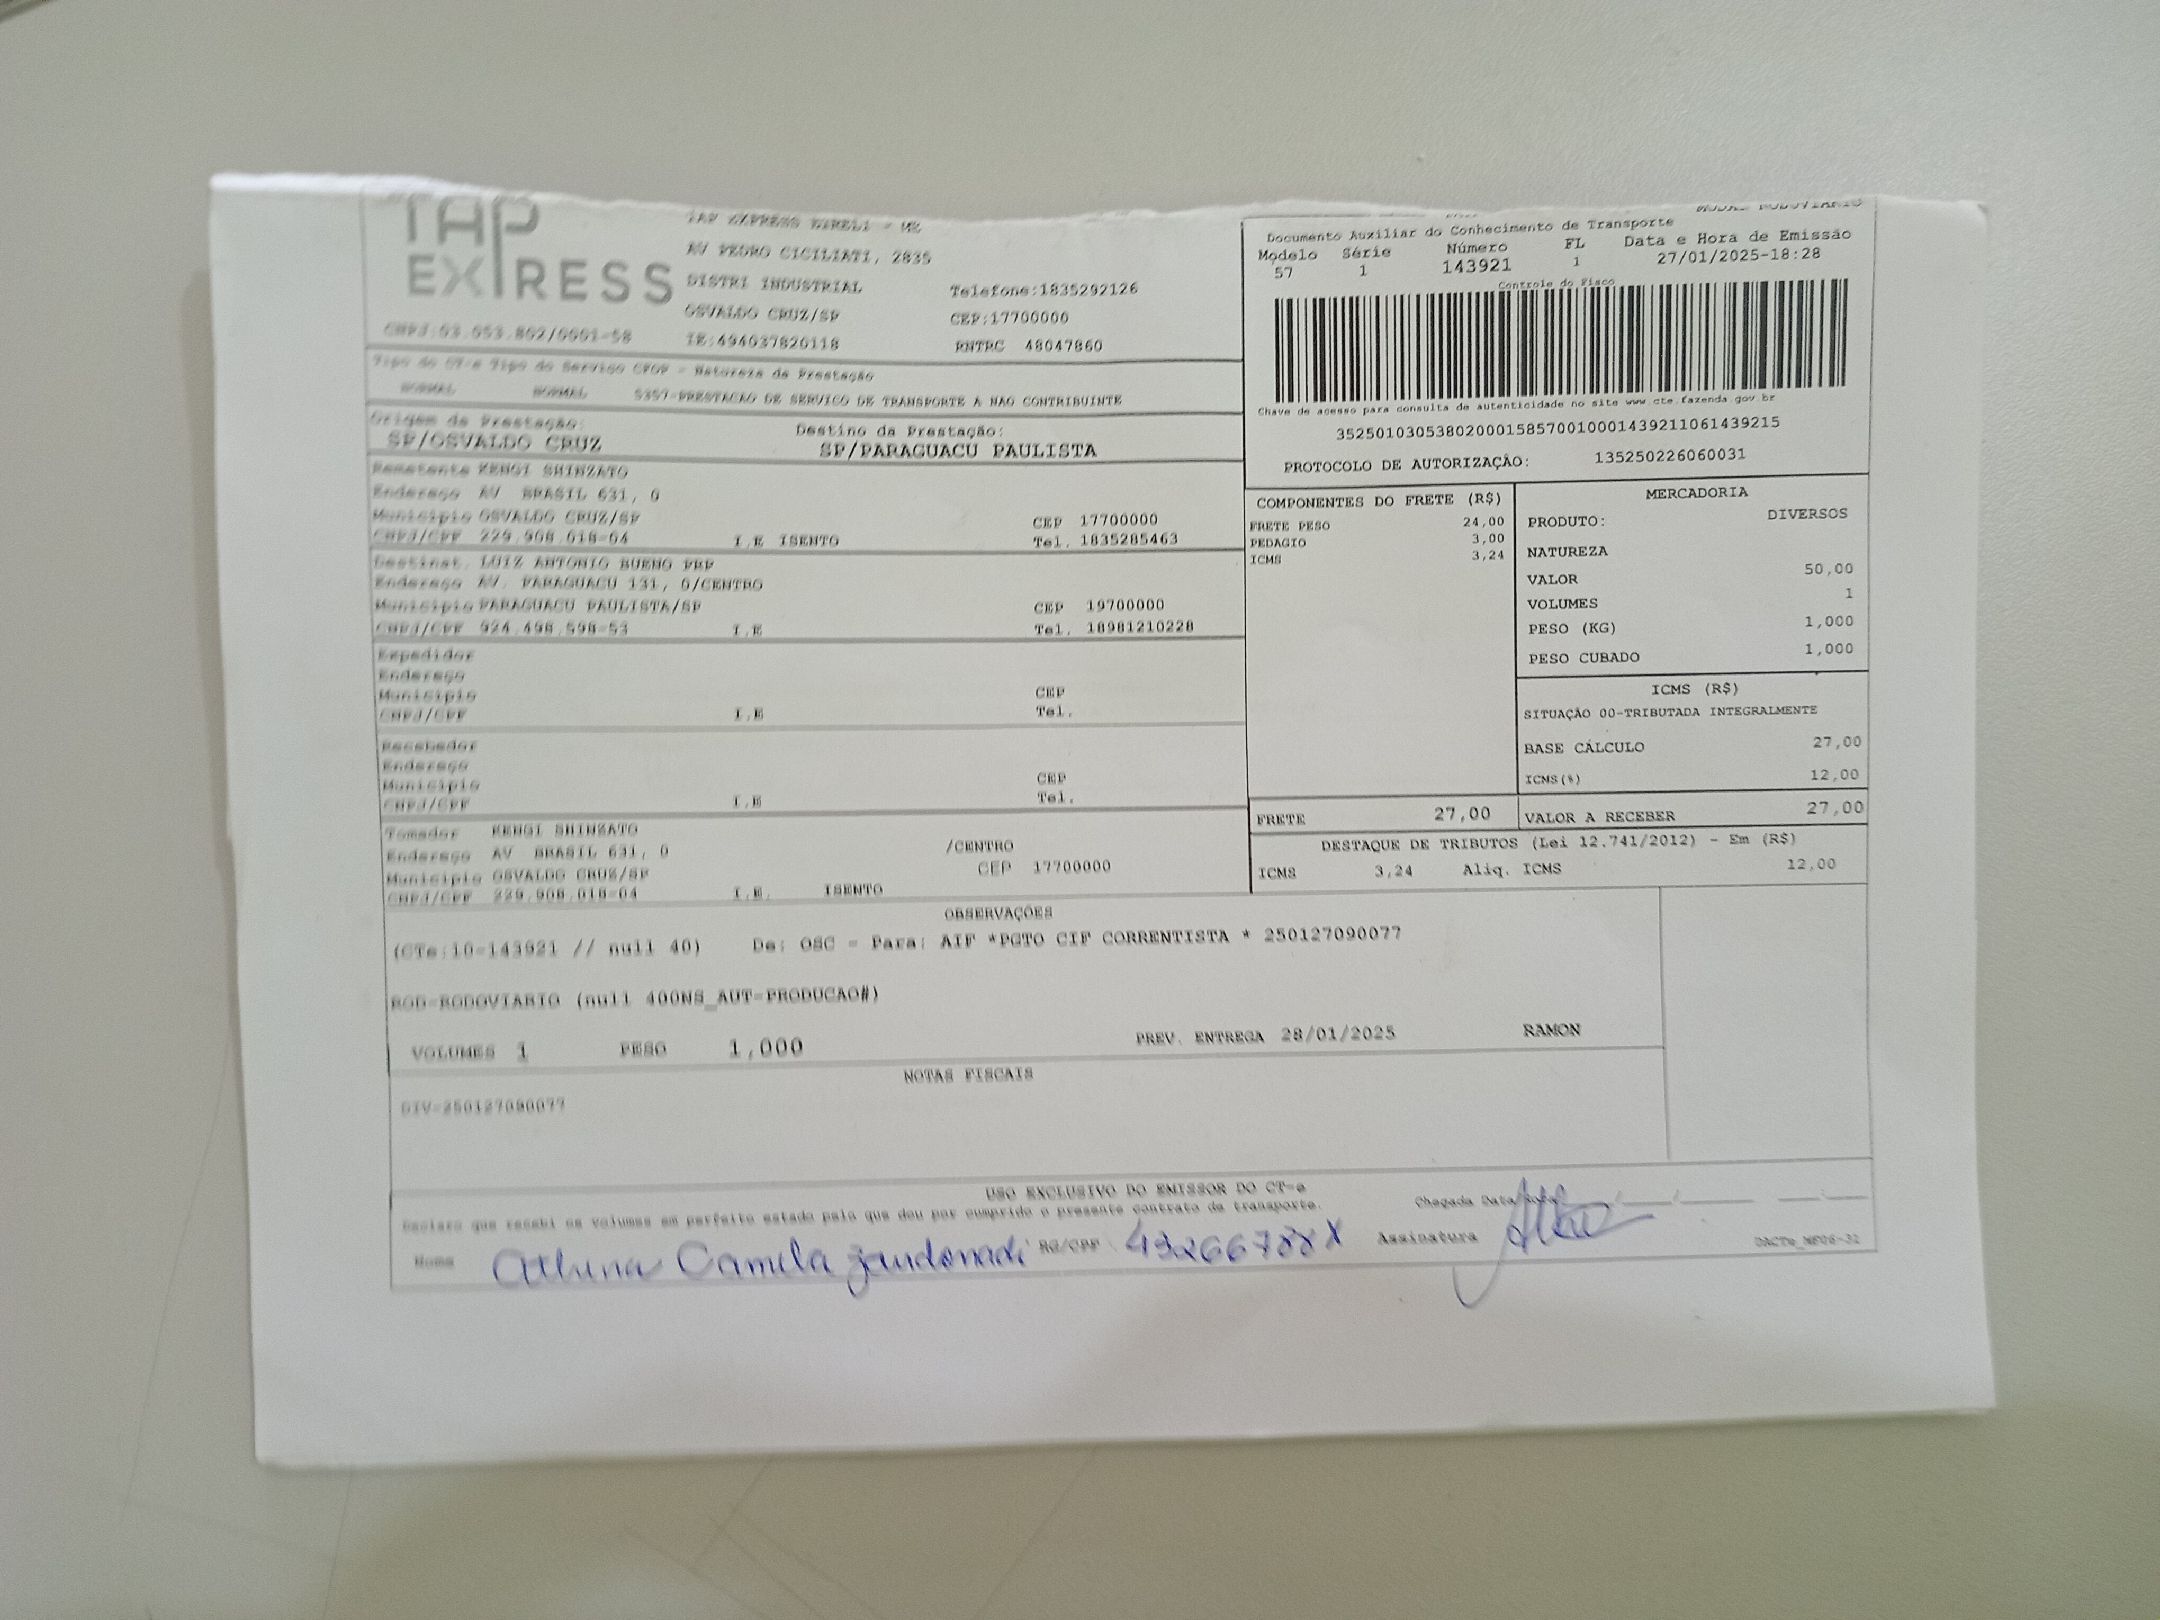 TAP
EXPRESS
TAP EXPRESS EIRELI - ME
AV PEDRO CICILIATI, 2835
DISTRI INDUSTRIAL Telefone:1835292126
OSVALDO CRUZ/SP CEP:17700000
CNPJ:03.053.802/0001-58 IE:494037820118 RNTRC 48047860
MODAL RODOVIÁRIO
Documento Auxiliar do Conhecimento de Transporte
Modelo Série Número FL Data e Hora de Emissão
57 1 143921 1 27/01/2025-18:28
Controle do Fisco
Chave de acesso para consulta de autenticidade no site www.cte.fazenda.gov.br
35250103053802000158570010001439211061439215
PROTOCOLO DE AUTORIZAÇÃO: 135250226060031
Tipo do CT-e Tipo do Serviço CFOP - Natureza da Prestação
NORMAL NORMAL 5357-PRESTACAO DE SERVICO DE TRANSPORTE A NAO CONTRIBUINTE
Origem da Prestação: Destino da Prestação:
SP/OSVALDO CRUZ SP/PARAGUACU PAULISTA
Remetente KENGI SHINZATO
Endereço AV BRASIL 631, 0
Município OSVALDO CRUZ/SP CEP 17700000
CNPJ/CPF 229.908.018-04 I.E ISENTO Tel. 1835285463
Destinat. LUIZ ANTONIO BUENO PRP
Endereço AV. PARAGUACU 131, 0/CENTRO
Município PARAGUACU PAULISTA/SP CEP 19700000
CNPJ/CPF 924.498.598-53 I.E Tel. 18981210228
Expedidor
Endereço
Município CEP
CNPJ/CPF I.E Tel.
Recebedor
Endereço
Município CEP
CNPJ/CPF I.E Tel.
Tomador KENGI SHINZATO
Endereço AV BRASIL 631, 0 /CENTRO
Município OSVALDO CRUZ/SP CEP 17700000
CNPJ/CPF 229.908.018-04 I.E. ISENTO
COMPONENTES DO FRETE (R$)
FRETE PESO 24,00
PEDAGIO 3,00
ICMS 3,24
MERCADORIA
PRODUTO: DIVERSOS
NATUREZA
VALOR 50,00
VOLUMES 1
PESO (KG) 1,000
PESO CUBADO 1,000
ICMS (R$)
SITUAÇÃO 00-TRIBUTADA INTEGRALMENTE
BASE CÁLCULO 27,00
ICMS(%) 12,00
FRETE 27,00 VALOR A RECEBER 27,00
DESTAQUE DE TRIBUTOS (Lei 12.741/2012) - Em (R$)
ICMS 3,24 Aliq. ICMS 12,00
OBSERVAÇÕES
(CTe:10-143921 // null 40) De: OSC - Para: AIF *PGTO CIF CORRENTISTA * 250127090077
ROD-RODOVIARIO (null 400NS_AUT-PRODUCAO#)
VOLUMES 1 PESO 1,000 PREV. ENTREGA 28/01/2025 RAMON
NOTAS FISCAIS
DIV-250127090077
USO EXCLUSIVO DO EMISSOR DO CT-e
Declaro que recebi os volumes em perfeito estado pelo que dou por cumprido o presente contrato de transporte.
Chegada Data
Nome Camila RG/CPF 49266788X Assinatura
DACTe_MF06-32